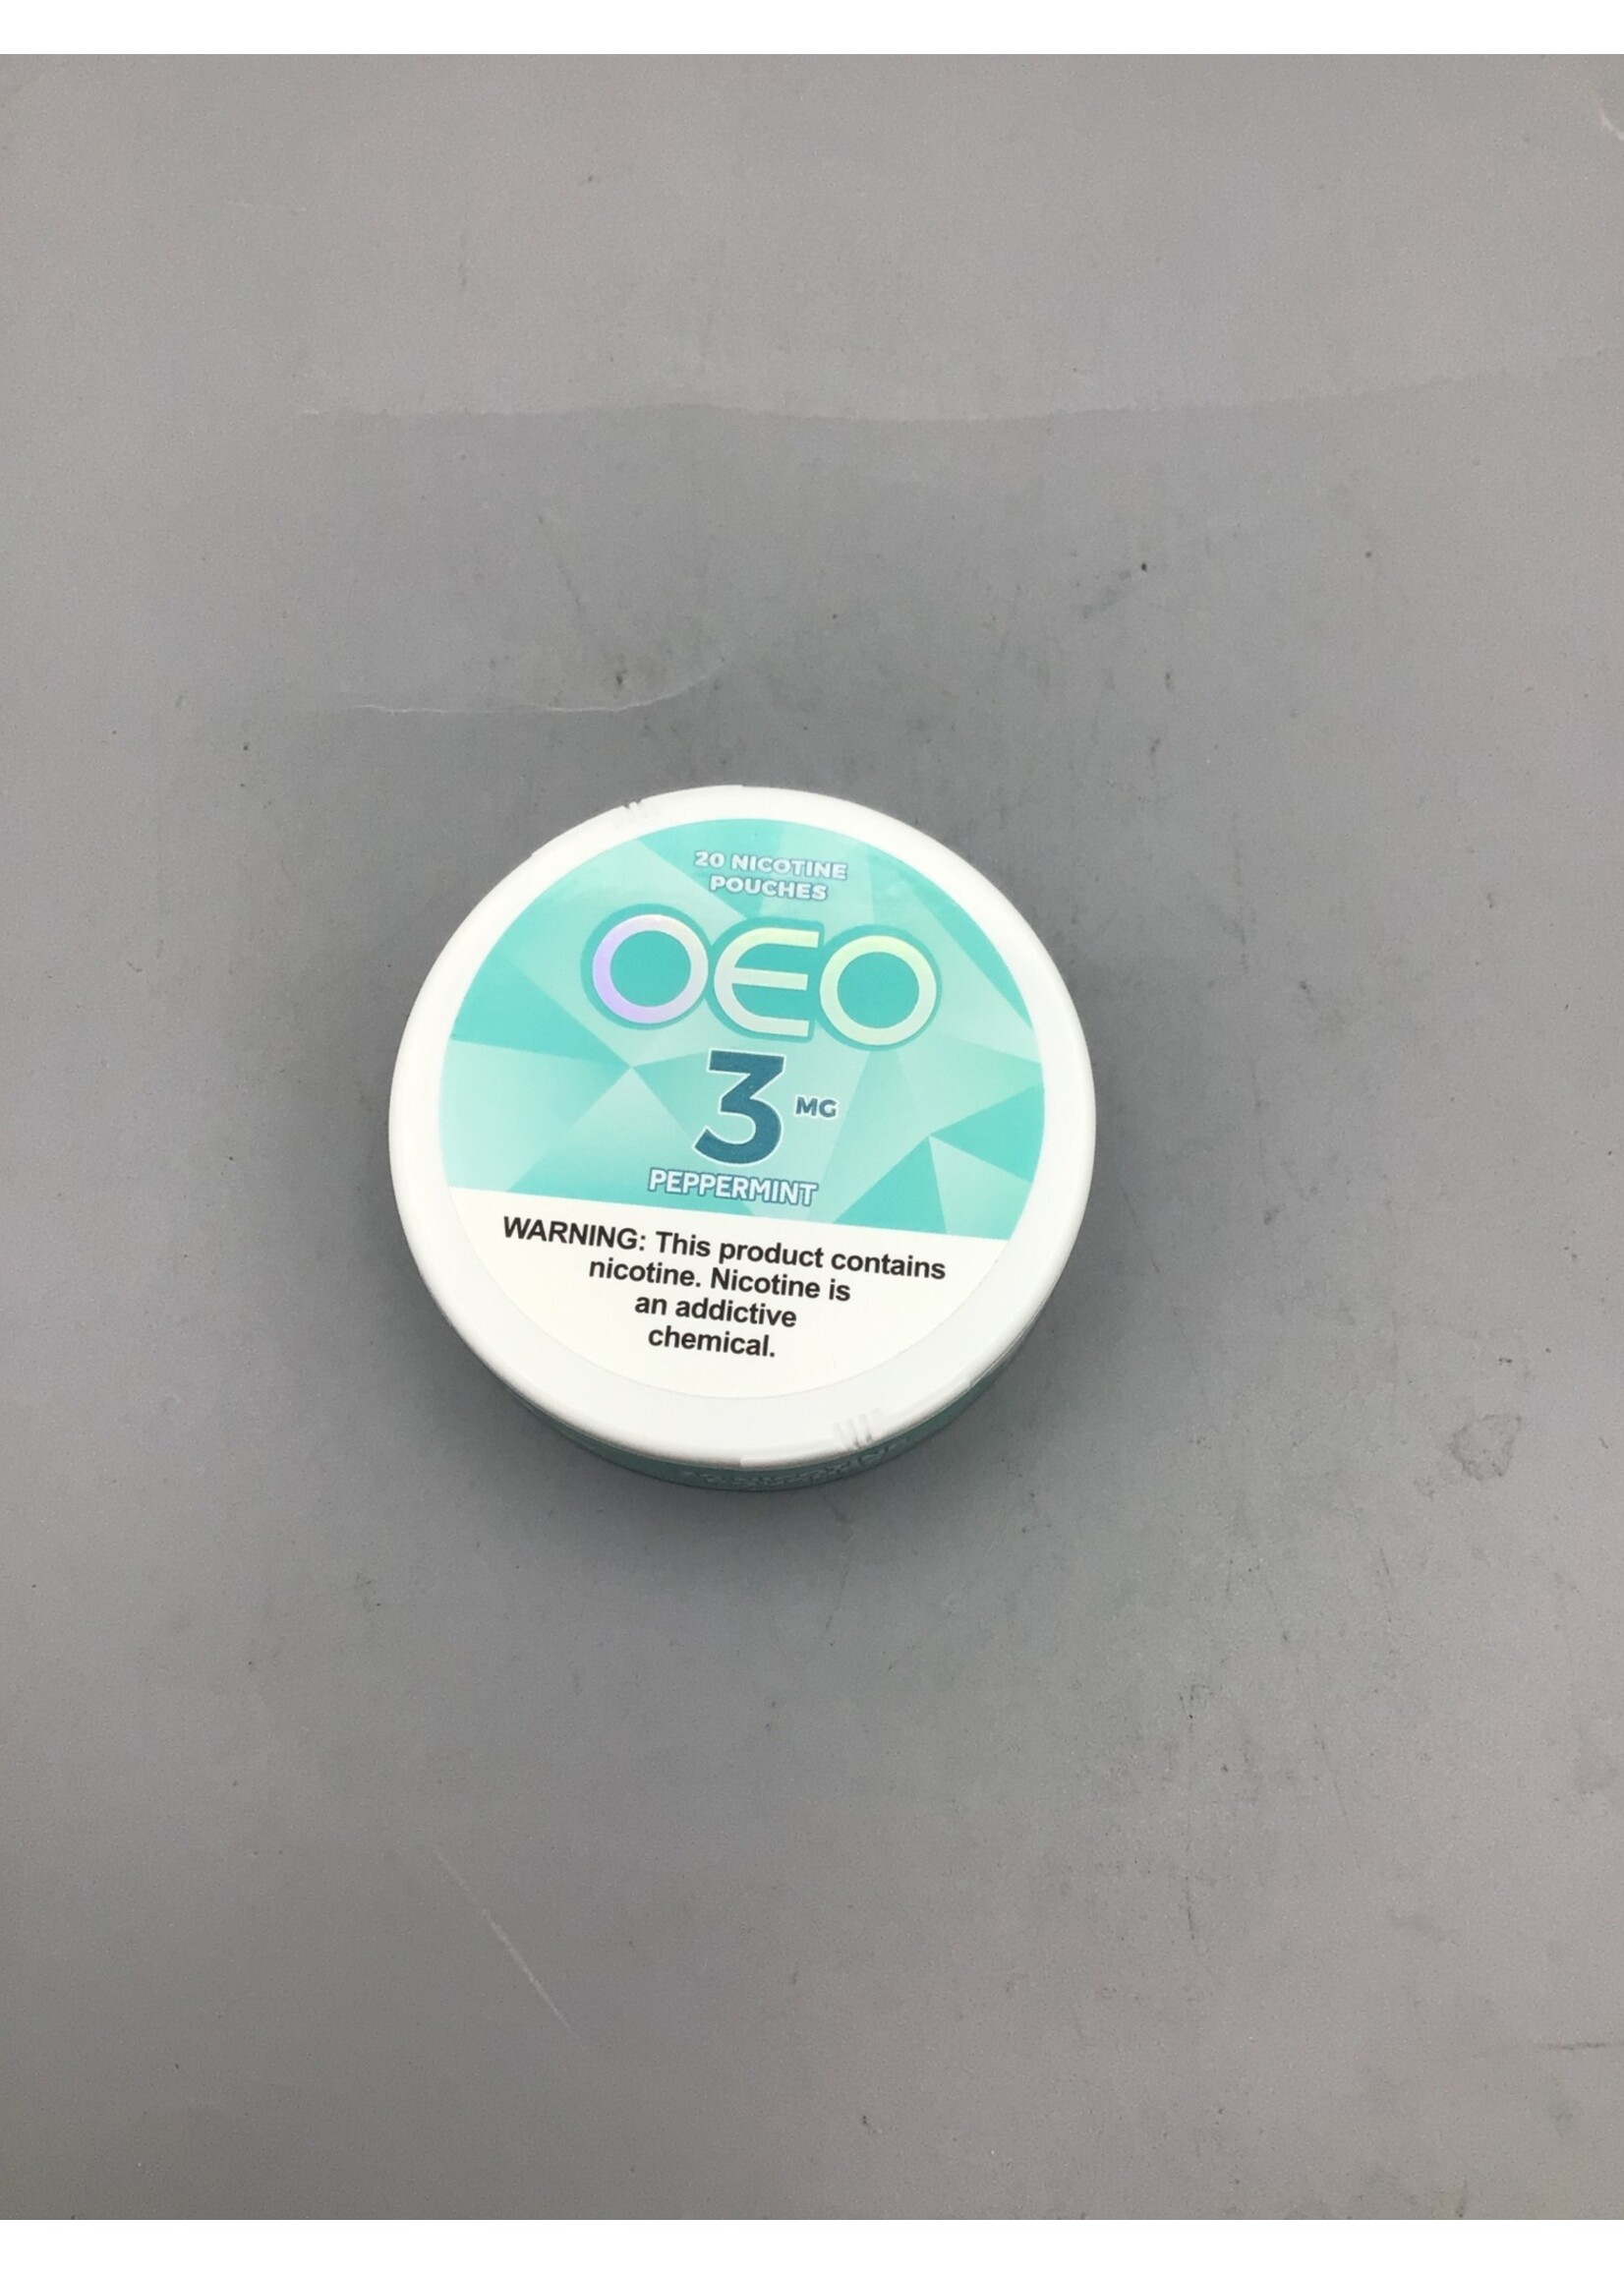 20 NICOTINE
POUCHES
OEO
3 MG
PEPPERMINT
WARNING: This product contains
nicotine. Nicotine is
an addictive
chemical.